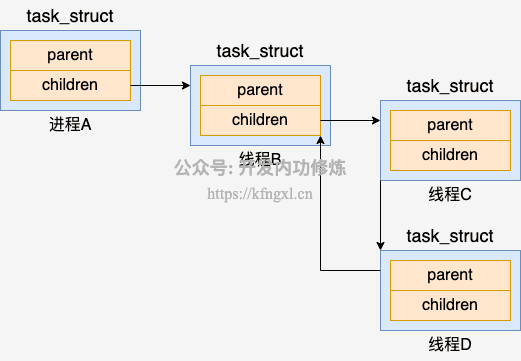 task_struct
parent
children
进程A
task_struct
parent
children
线程B
task_struct
parent
children
线程C
公众号: 开发内功修炼
https://kfngxl.cn
task_struct
parent
children
线程D